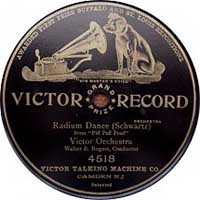 AWARDED FIRST PRIZE BUFFALO AND ST. LOUIS EXPOSITIONS
"HIS MASTER'S VOICE"
GRAND
PRIZE
VICTOR RECORD
ORCHESTRA
Radium Dance (Schwartz)
from "Piff Paff Pouf"
Victor Orchestra
Walter B. Rogers, Conductor
4518
VICTOR TALKING MACHINE CO.
CAMDEN N.J.
Patented